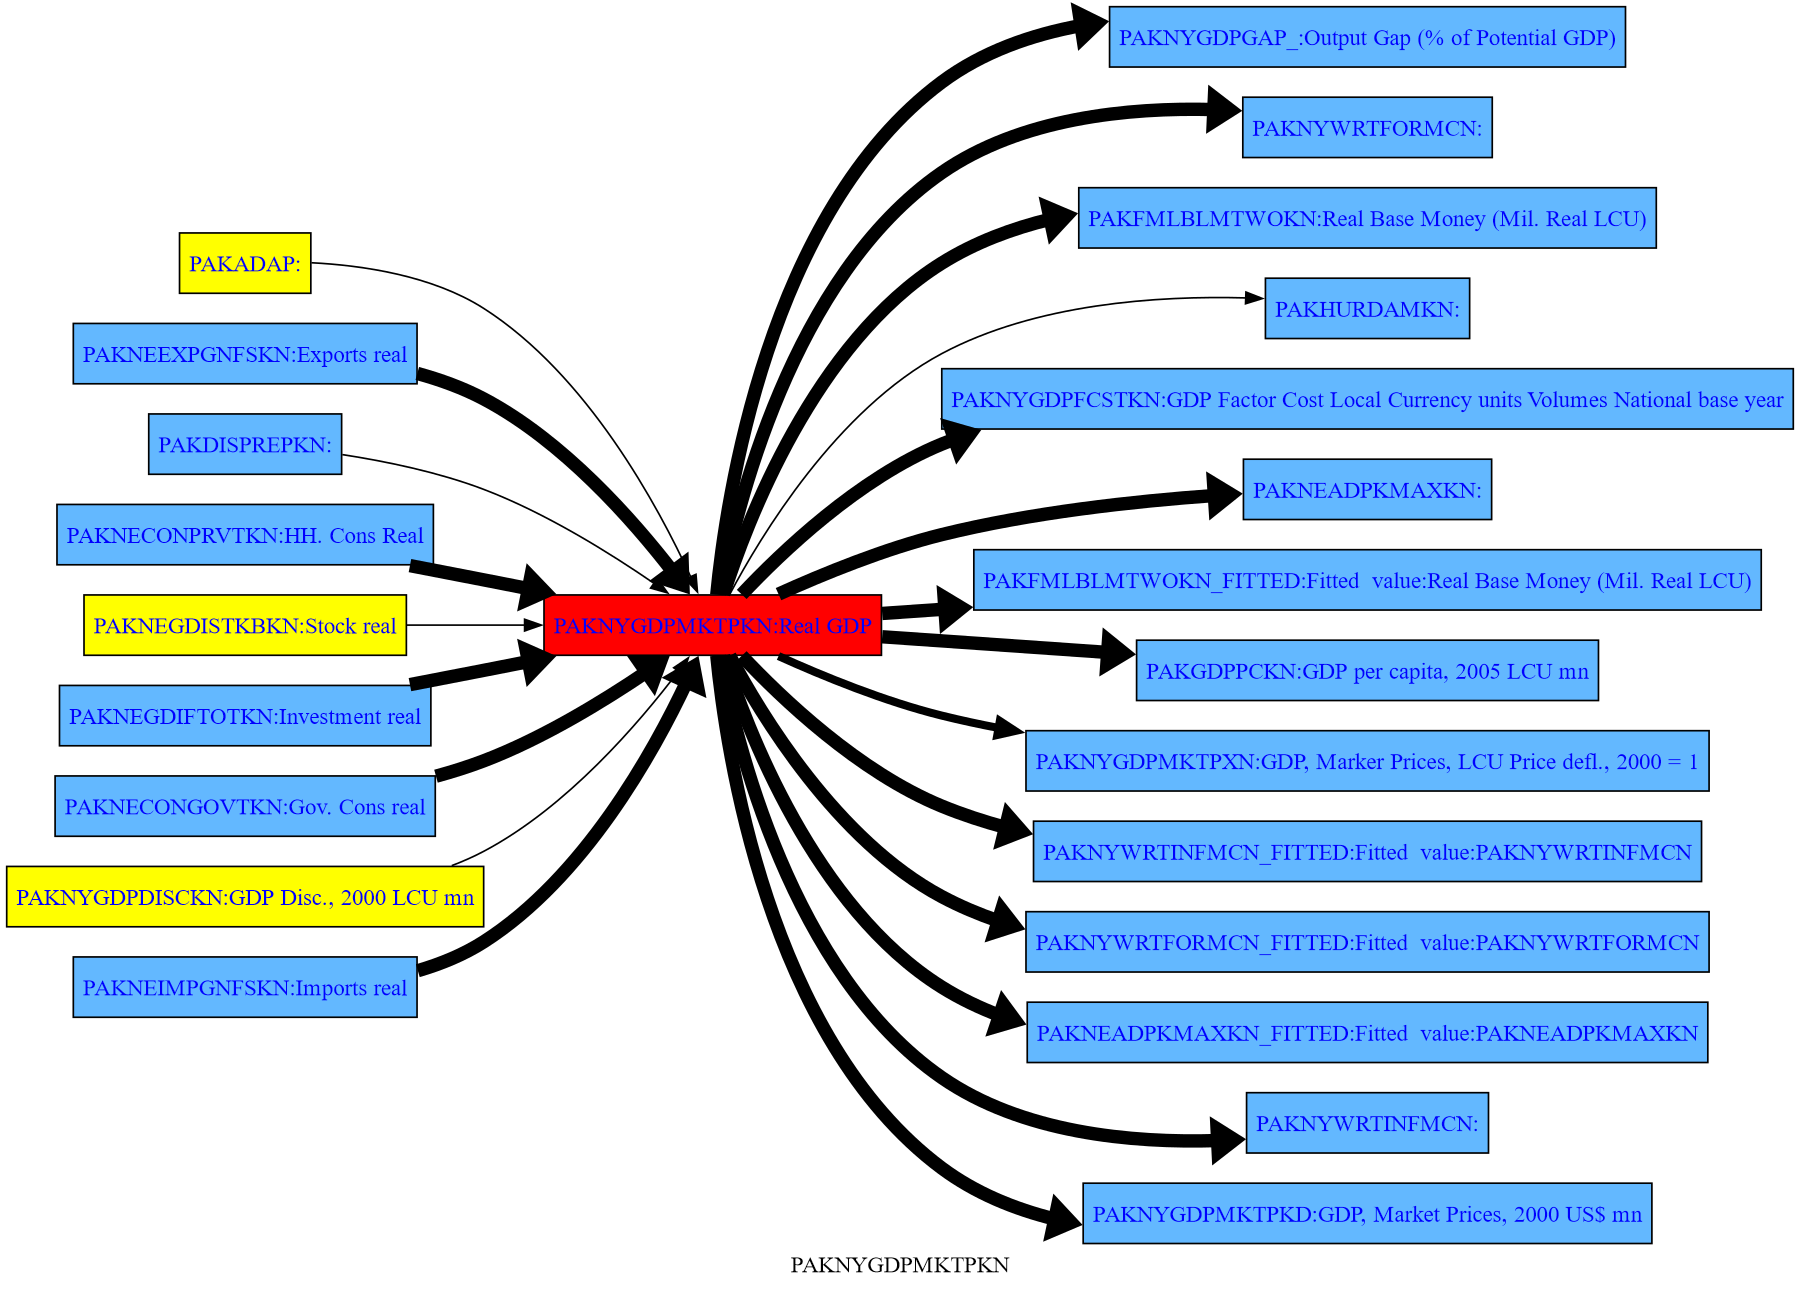 PAKNYGDPGAP_:Output Gap (% of Potential GDP)
PAKNYWRTFORMCN:
PAKFMLBLMTWOKN:Real Base Money (Mil. Real LCU)
PAKADAP:
PAKHURDAMKN:
PAKNEEXPGNFSKN:Exports real
PAKNYGDPFCSTKN:GDP Factor Cost Local Currency units Volumes National base year
PAKDISPREPKN:
PAKNEADPKMAXKN:
PAKNECONPRVTKN:HH. Cons Real
PAKFMLBLMTWOKN_FITTED:Fitted  value:Real Base Money (Mil. Real LCU)
PAKNEGDISTKBKN:Stock real
PAKNYGDPMKTPKN:Real GDP
PAKGDPPCKN:GDP per capita, 2005 LCU mn
PAKNEGDIFTOTKN:Investment real
PAKNYGDPMKTPXN:GDP, Marker Prices, LCU Price defl., 2000 = 1
PAKNECONGOVTKN:Gov. Cons real
PAKNYWRTINFMCN_FITTED:Fitted  value:PAKNYWRTINFMCN
PAKNYGDPDISCKN:GDP Disc., 2000 LCU mn
PAKNYWRTFORMCN_FITTED:Fitted  value:PAKNYWRTFORMCN
PAKNEIMPGNFSKN:Imports real
PAKNEADPKMAXKN_FITTED:Fitted  value:PAKNEADPKMAXKN
PAKNYWRTINFMCN:
PAKNYGDPMKTPKD:GDP, Market Prices, 2000 US$ mn
PAKNYGDPMKTPKN